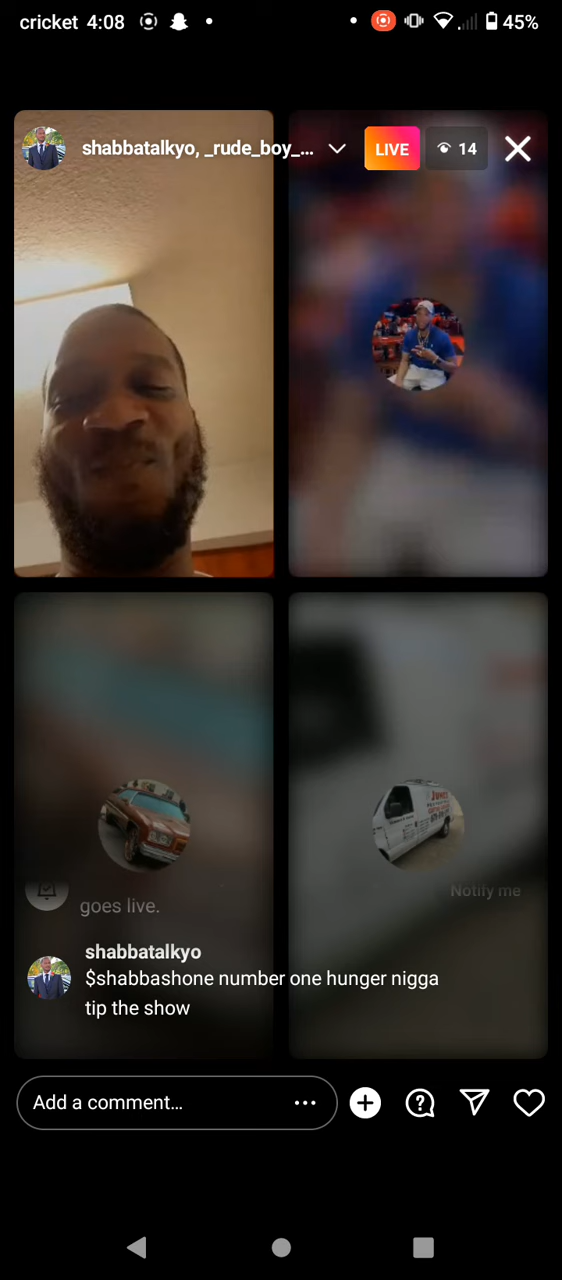 cricket 4:08 45%
shabbatalkyo, _rude_boy_... LIVE 14
Notify me
goes live.
shabbatalkyo
$shabbashone number one hunger nigga
tip the show
Add a comment...